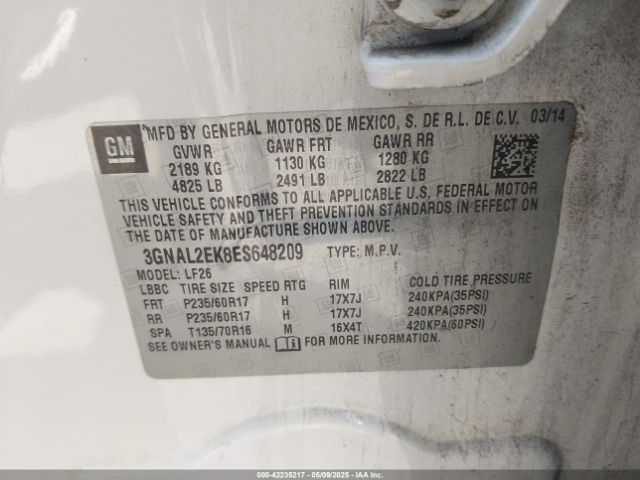 GM
MFD BY GENERAL MOTORS DE MEXICO, S. DE R.L. DE C.V. 03/14
GVWR GAWR FRT GAWR RR
2189 KG 1130 KG 1280 KG
4825 LB 2491 LB 2822 LB
THIS VEHICLE CONFORMS TO ALL APPLICABLE U.S. FEDERAL MOTOR
VEHICLE SAFETY AND THEFT PREVENTION STANDARDS IN EFFECT ON
THE DATE OF MANUFACTURE SHOWN ABOVE.
3GNAL2EK8ES648209 TYPE: M.P.V.
MODEL: LF26
LBBC TIRE SIZE SPEED RTG RIM COLD TIRE PRESSURE
FRT P235/60R17 H 17X7J 240KPA(35PSI)
RR P235/60R17 H 17X7J 240KPA(35PSI)
SPA T135/70R16 M 16X4T 420KPA(60PSI)
SEE OWNER'S MANUAL FOR MORE INFORMATION.
000-42235217 - 05/09/2025 - IAAI.COM